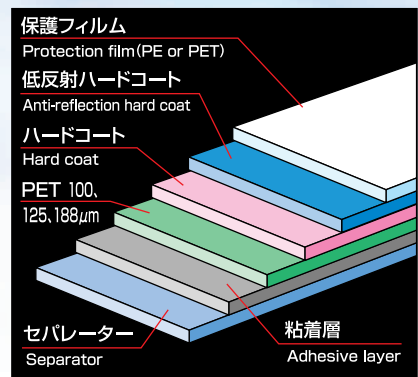 保護フィルム
Protection film(PE or PET)
低反射ハードコート
Anti-reflection hard coat
ハードコート
Hard coat
PET 100、
125、188μm
セパレーター
Separator
粘着層
Adhesive layer